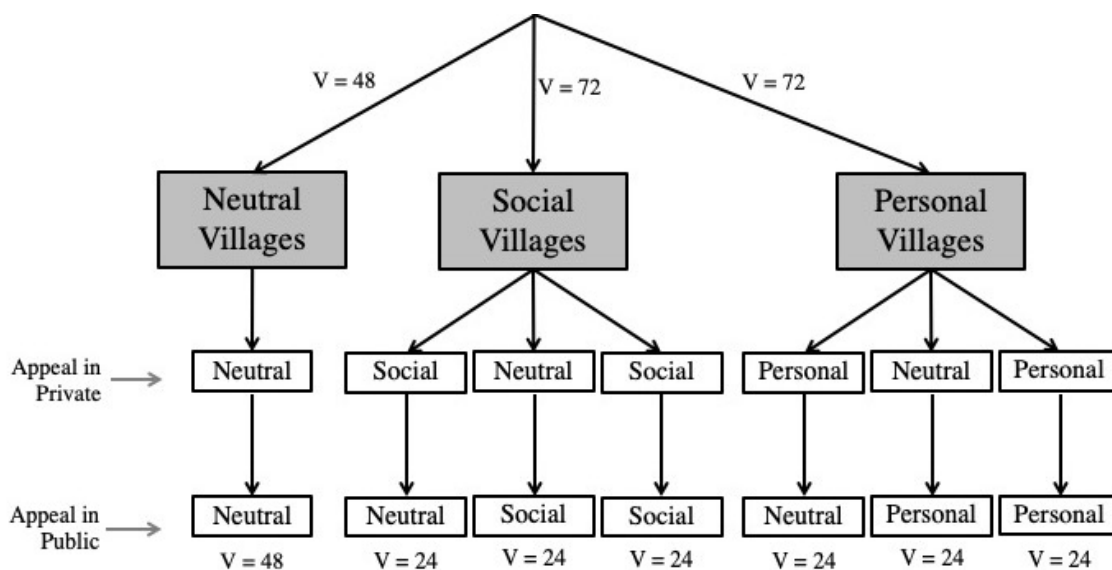 V = 48
V = 72
V = 72
Neutral
Villages
Social
Villages
Personal
Villages
Appeal in
Private
Neutral
Social
Neutral
Social
Personal
Neutral
Personal
Appeal in
Public
Neutral
Neutral
Social
Social
Neutral
Personal
Personal
V = 48
V = 24
V = 24
V = 24
V = 24
V = 24
V = 24